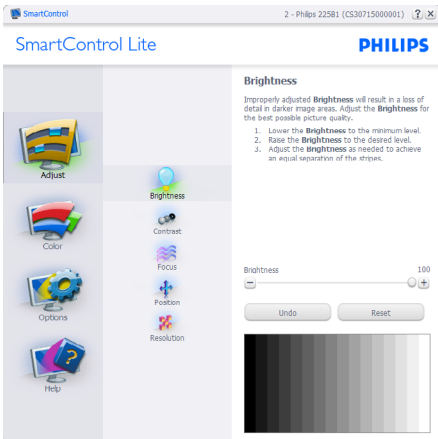 SmartControl
2 - Philips 225B1 (CS30715000001)
SmartControl Lite
PHILIPS
Adjust
Color
Options
Help
Brightness
Contrast
Focus
Position
Resolution
Brightness
Improperly adjusted Brightness will result in a loss of
detail in darker image areas. Adjust the Brightness for
the best possible picture quality.
1. Lower the Brightness to the minimum level.
2. Raise the Brightness to the desired level.
3. Adjust the Brightness as needed to achieve
an equal separation of the stripes.
Brightness 100
Undo Reset